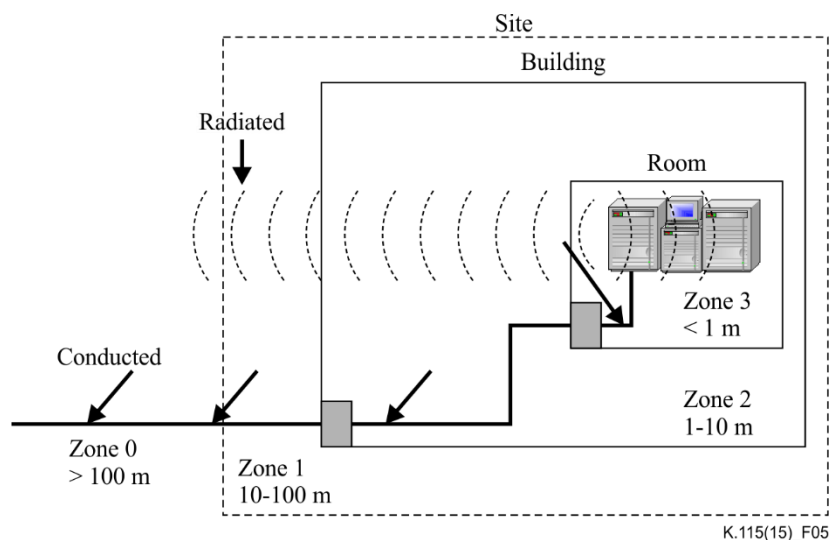 Site
Building
Radiated
Room
Zone 3
< 1 m
Conducted
Zone 2
1-10 m
Zone 0
> 100 m
Zone 1
10-100 m
K.115(15)_F05